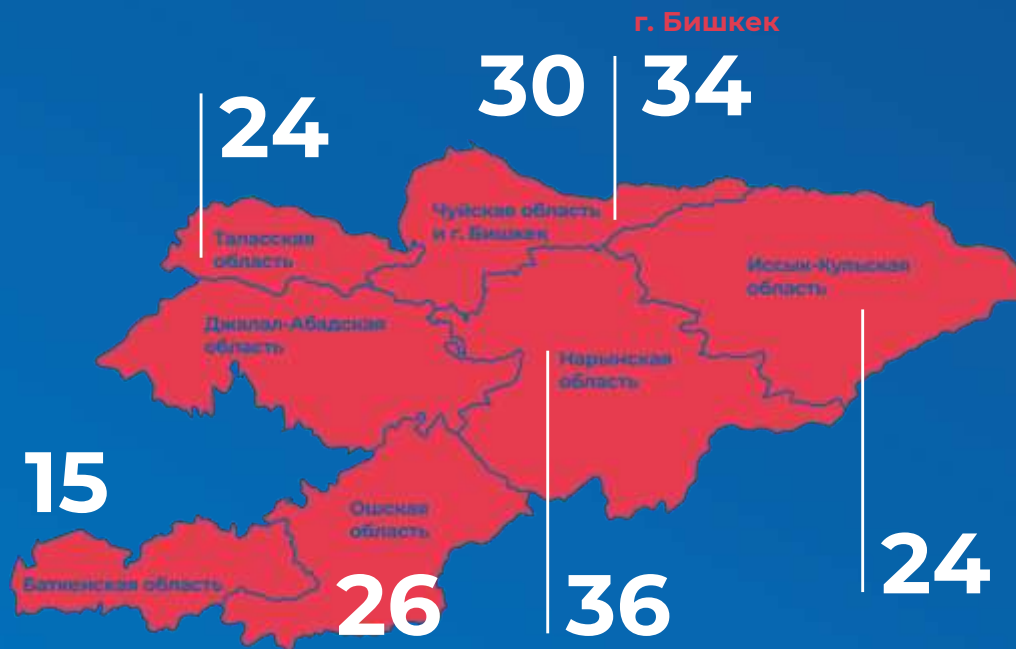 г. Бишкек
30
34
24
Чуйская область
и г. Бишкек
Таласская
область
Иссык-Кульская
область
Джалал-Абадская
область
Нарынская
область
15
Ошская
область
24
Баткенская область
26
36